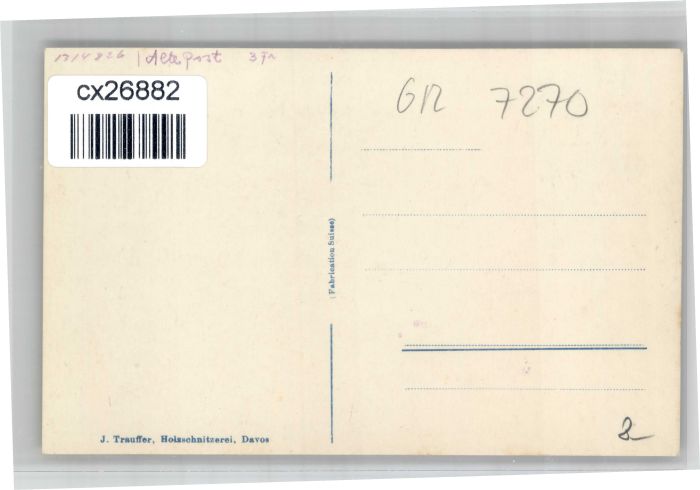 Alte Post
cx26882
GR 7270
(Fabrication Suisse)
J. Trauffer, Holzschnitzerei, Davos